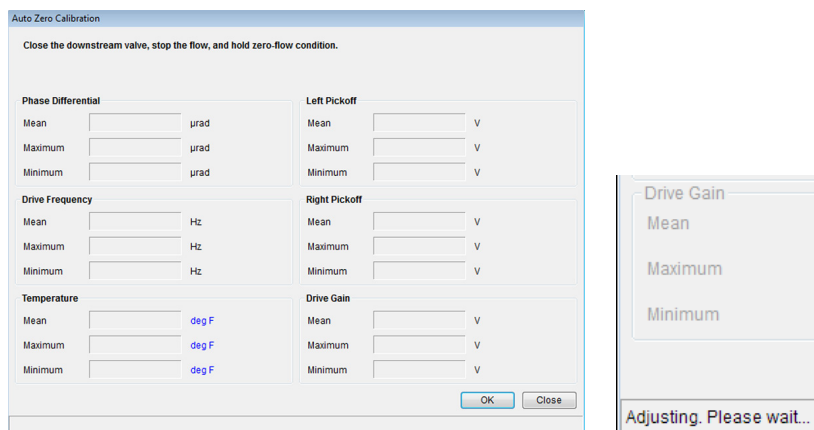 Auto Zero Calibration
Close the downstream valve, stop the flow, and hold zero-flow condition.
Phase Differential
Mean µrad
Maximum µrad
Minimum µrad
Left Pickoff
Mean V
Maximum V
Minimum V
Drive Frequency
Mean Hz
Maximum Hz
Minimum Hz
Right Pickoff
Mean V
Maximum V
Minimum V
Temperature
Mean deg F
Maximum deg F
Minimum deg F
Drive Gain
Mean V
Maximum V
Minimum V
OK Close
Drive Gain
Mean
Maximum
Minimum
Adjusting. Please wait...